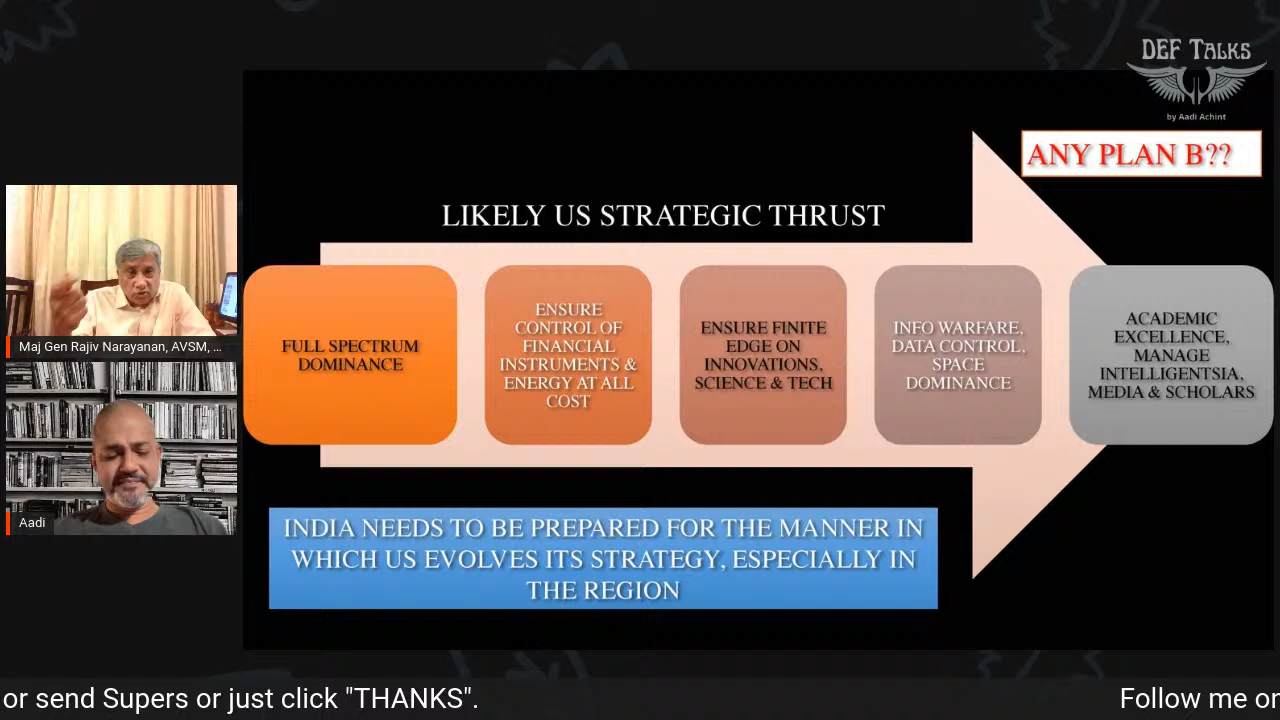 DEF TALKS
by Aadi Achint
ANY PLAN B??
LIKELY US STRATEGIC THRUST
FULL SPECTRUM
DOMINANCE
ENSURE
CONTROL OF
FINANCIAL
INSTRUMENTS &
ENERGY AT ALL
COST
ENSURE FINITE
EDGE ON
INNOVATIONS,
SCIENCE & TECH
INFO WARFARE,
DATA CONTROL,
SPACE
DOMINANCE
ACADEMIC
EXCELLENCE,
MANAGE
INTELLIGENTSIA,
MEDIA & SCHOLARS
Maj Gen Rajiv Narayanan, AVSM, ...
Aadi
INDIA NEEDS TO BE PREPARED FOR THE MANNER IN
WHICH US EVOLVES ITS STRATEGY, ESPECIALLY IN
THE REGION
or send Supers or just click "THANKS". Follow me or